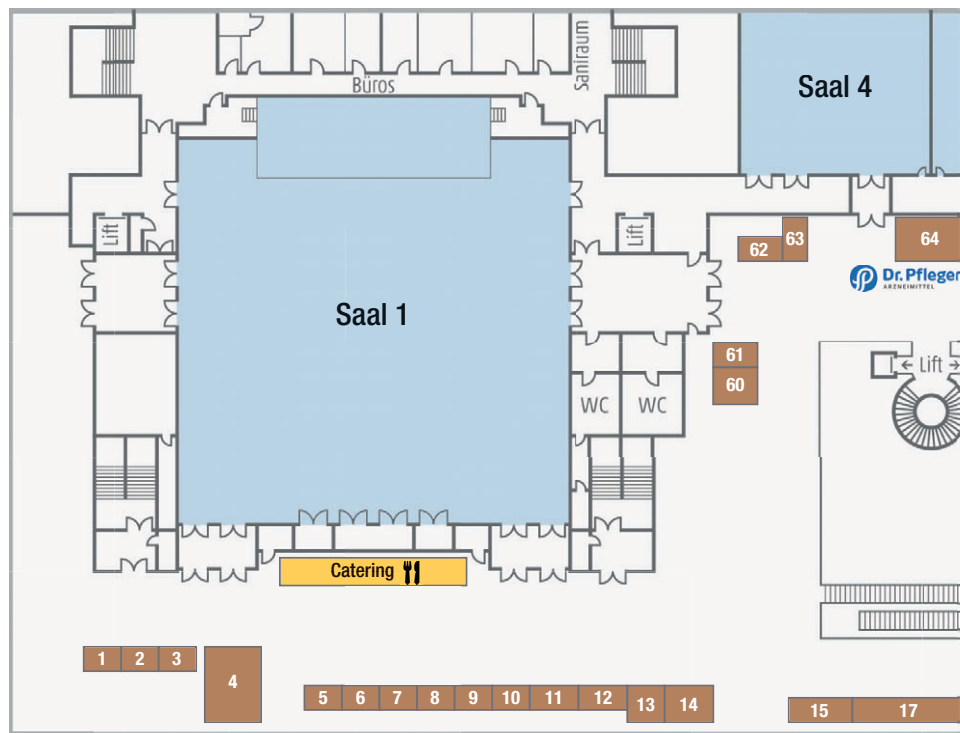 Saniraum
Büros
Saal 4
Lift
Lift
63
62
64
Dr. Pfleger
ARZNEIMITTEL
Saal 1
61
60
Lift
WC
WC
Catering
1
2
3
4
5
6
7
8
9
10
11
12
13
14
15
17